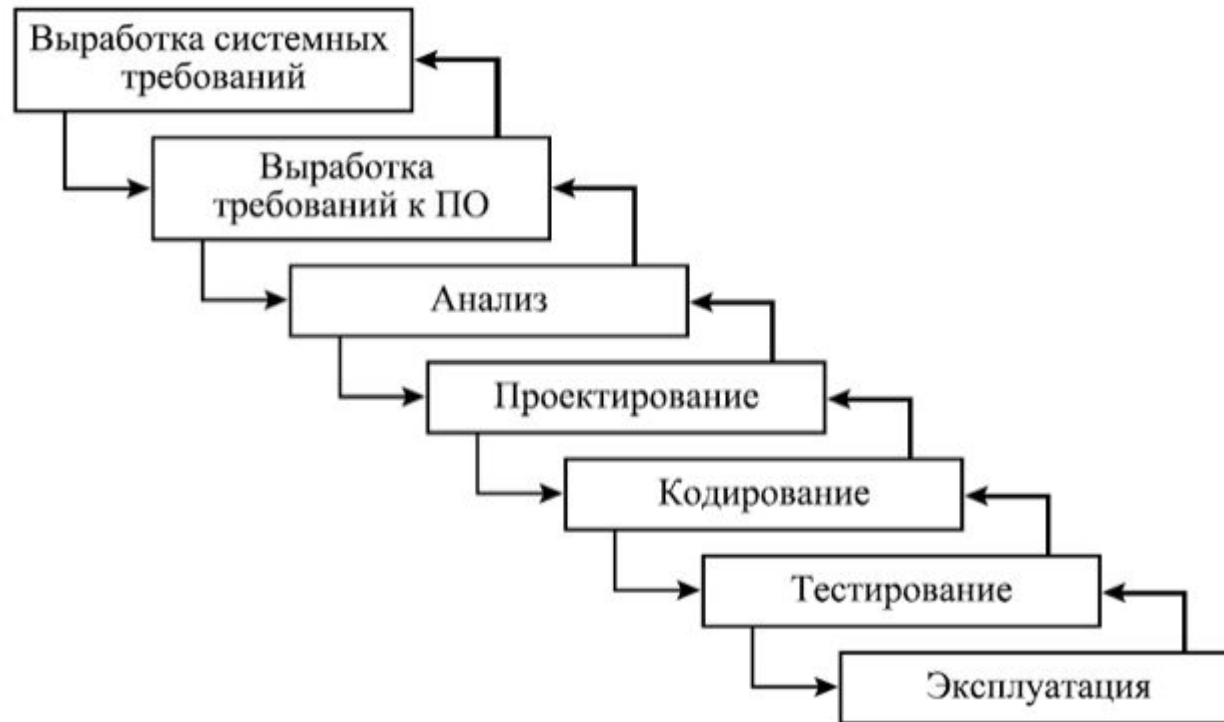 Выработка системных
требований
Выработка
требований к ПО
Анализ
Проектирование
Кодирование
Тестирование
Эксплуатация